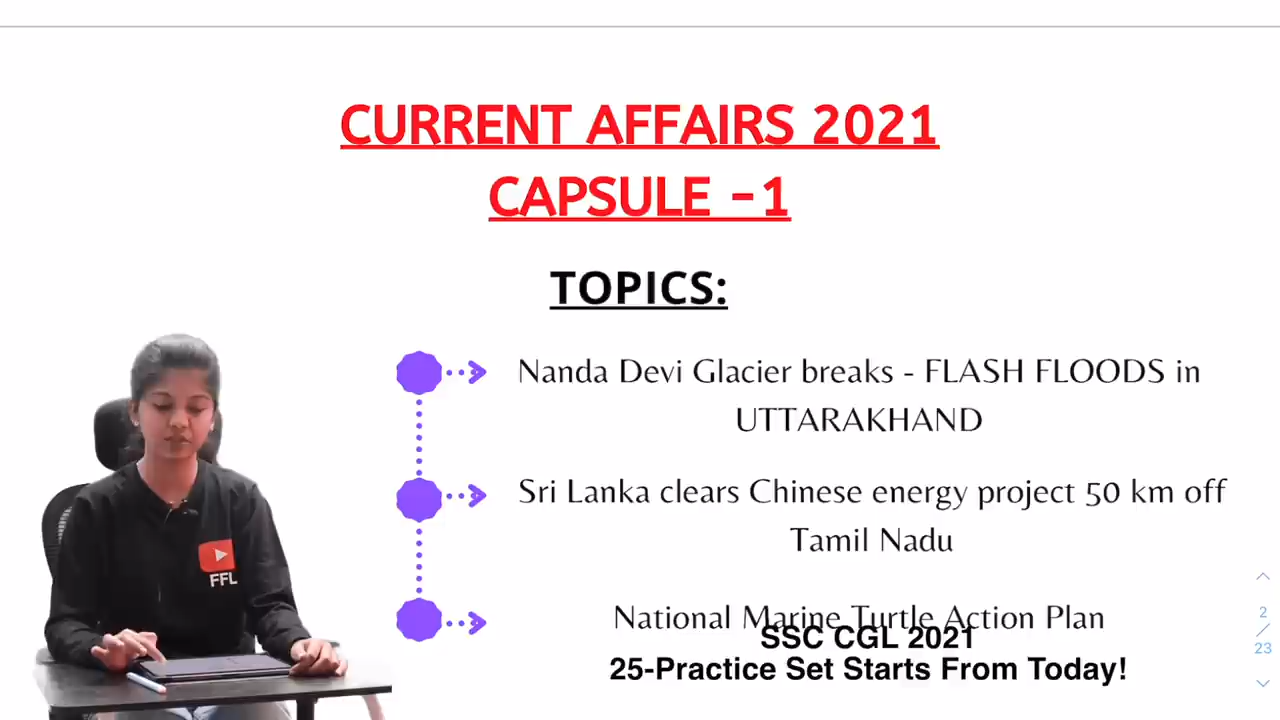 CURRENT AFFAIRS 2021
CAPSULE -1
TOPICS:
Nanda Devi Glacier breaks - FLASH FLOODS in
UTTARAKHAND
Sri Lanka clears Chinese energy project 50 km off
Tamil Nadu
National Marine Turtle Action Plan
SSC CGL 2021
25-Practice Set Starts From Today!
FFL
2
/
23